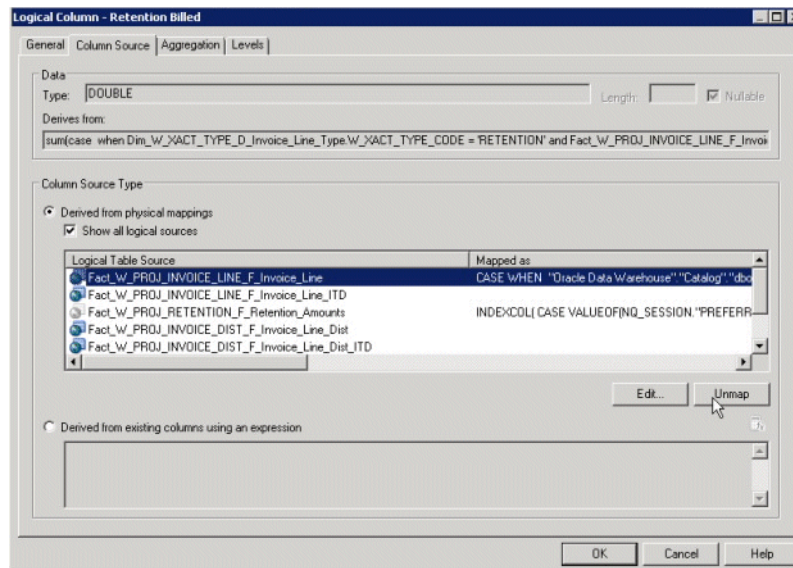 Logical Column - Retention Billed
General Column Source Aggregation Levels
Data
Type: DOUBLE Length: Nullable
Derives from:
sum(case when Dim_W_XACT_TYPE_D_Invoice_Line_Type.W_XACT_TYPE_CODE = 'RETENTION' and Fact_W_PROJ_INVOICE_LINE_F_Invoi
Column Source Type
Derived from physical mappings
Show all logical sources
Logical Table Source Mapped as
Fact_W_PROJ_INVOICE_LINE_F_Invoice_Line CASE WHEN "Oracle Data Warehouse"."Catalog"."dbo
Fact_W_PROJ_INVOICE_LINE_F_Invoice_Line_ITD
Fact_W_PROJ_RETENTION_F_Retention_Amounts INDEXCOL( CASE VALUEOF(NQ_SESSION."PREFERR
Fact_W_PROJ_INVOICE_DIST_F_Invoice_Line_Dist
Fact_W_PROJ_INVOICE_DIST_F_Invoice_Line_Dist_ITD
Edit... Unmap
Derived from existing columns using an expression
OK Cancel Help